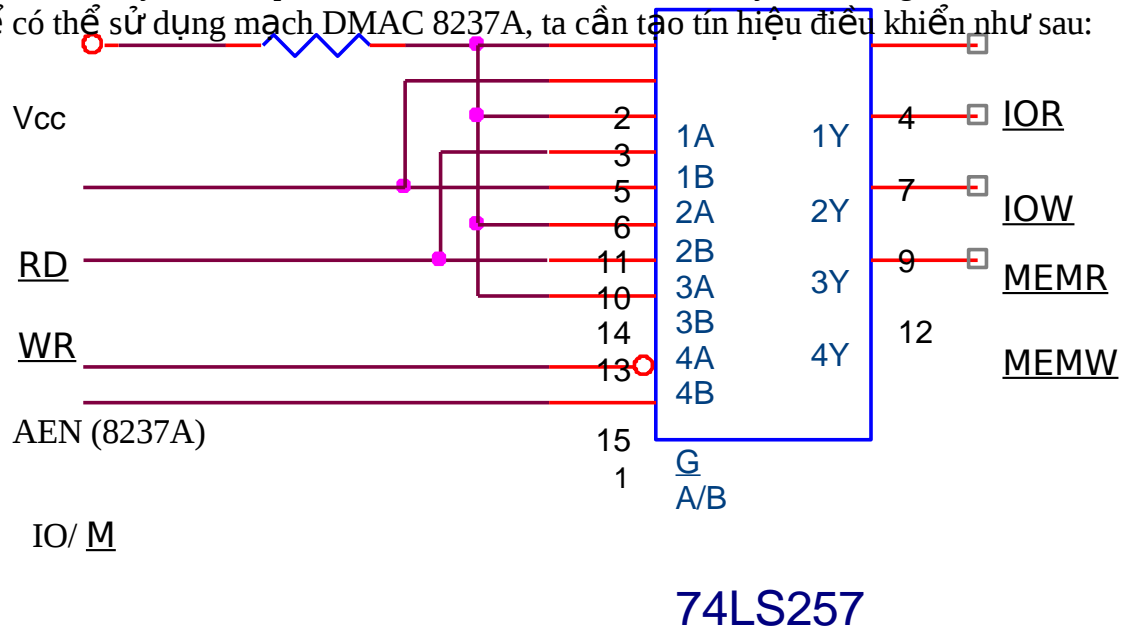 ể có thể sử dụng mạch DMAC 8237A, ta cần tạo tín hiệu điều khiển như sau:
Vcc
2
1A
1Y
4
IOR
3
1B
5
2A
2Y
7
IOW
6
2B
RD
11
3A
3Y
9
MEMR
10
3B
14
4A
4Y
12
WR
13
4B
MEMW
AEN (8237A)
15
G
1
A/B
IO/ M
74LS257